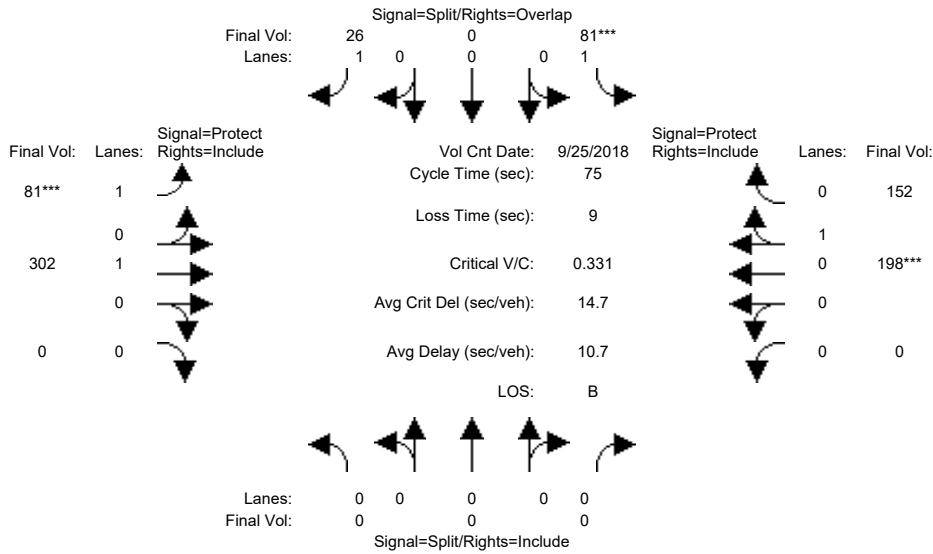 Signal=Split/Rights=Overlap
Final Vol: 26 0 81***
Lanes: 1 0 0 0 1
Signal=Protect Signal=Protect
Final Vol: Lanes: Rights=Include Vol Cnt Date: 9/25/2018 Rights=Include Lanes: Final Vol:
Cycle Time (sec): 75
81*** 1 0 152
Loss Time (sec): 9
0 1
302 1 Critical V/C: 0.331 0 198***
0 Avg Crit Del (sec/veh): 14.7 0
0 0 Avg Delay (sec/veh): 10.7 0 0
LOS: B
Lanes: 0 0 0 0 0
Final Vol: 0 0 0
Signal=Split/Rights=Include